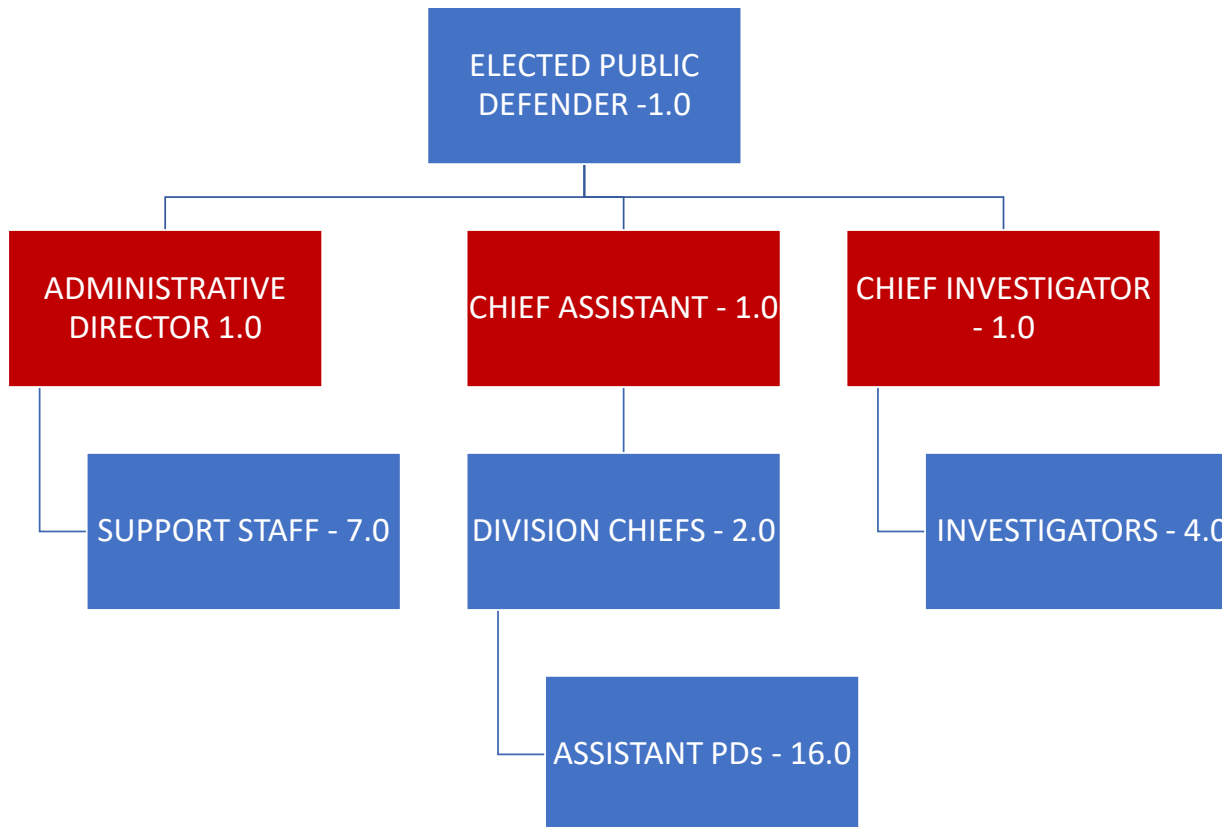 ELECTED PUBLIC
DEFENDER -1.0
ADMINISTRATIVE
DIRECTOR 1.0
CHIEF ASSISTANT - 1.0
CHIEF INVESTIGATOR
- 1.0
SUPPORT STAFF - 7.0
DIVISION CHIEFS - 2.0
INVESTIGATORS - 4.0
ASSISTANT PDs - 16.0